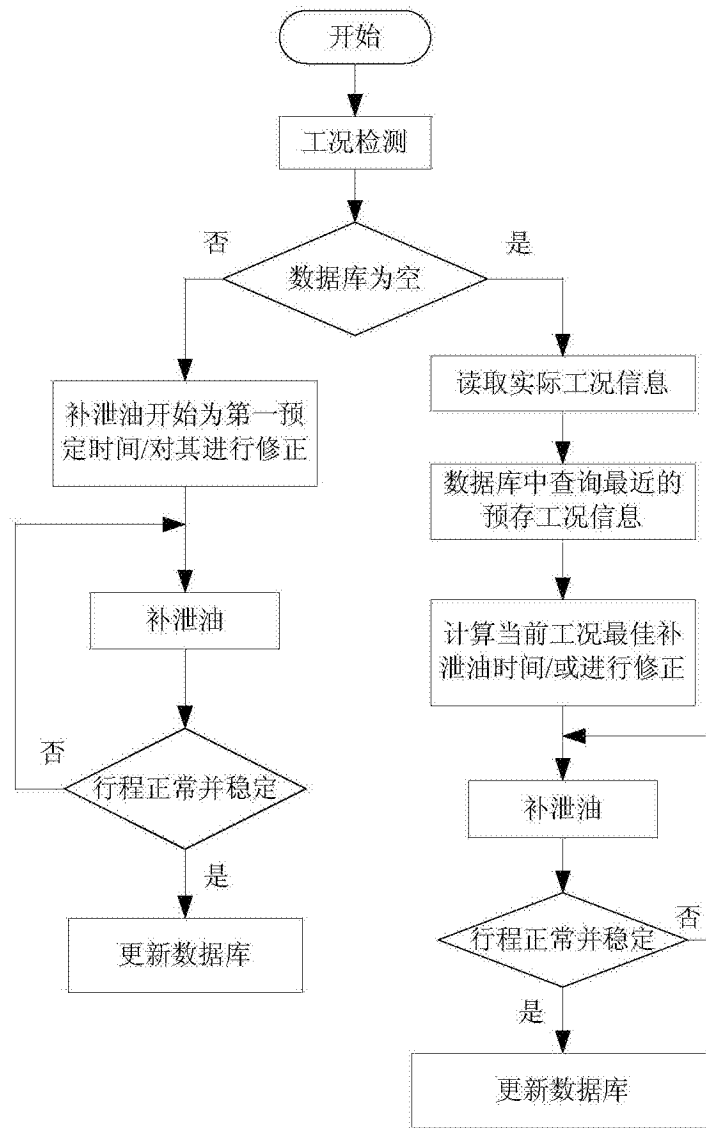 开始
工况检测
否
是
数据库为空
补泄油开始为第一预
定时间/对其进行修正
补泄油
否
行程正常并稳定
是
更新数据库
读取实际工况信息
数据库中查询最近的
预存工况信息
计算当前工况最佳补
泄油时间/或进行修正
补泄油
否
行程正常并稳定
是
更新数据库